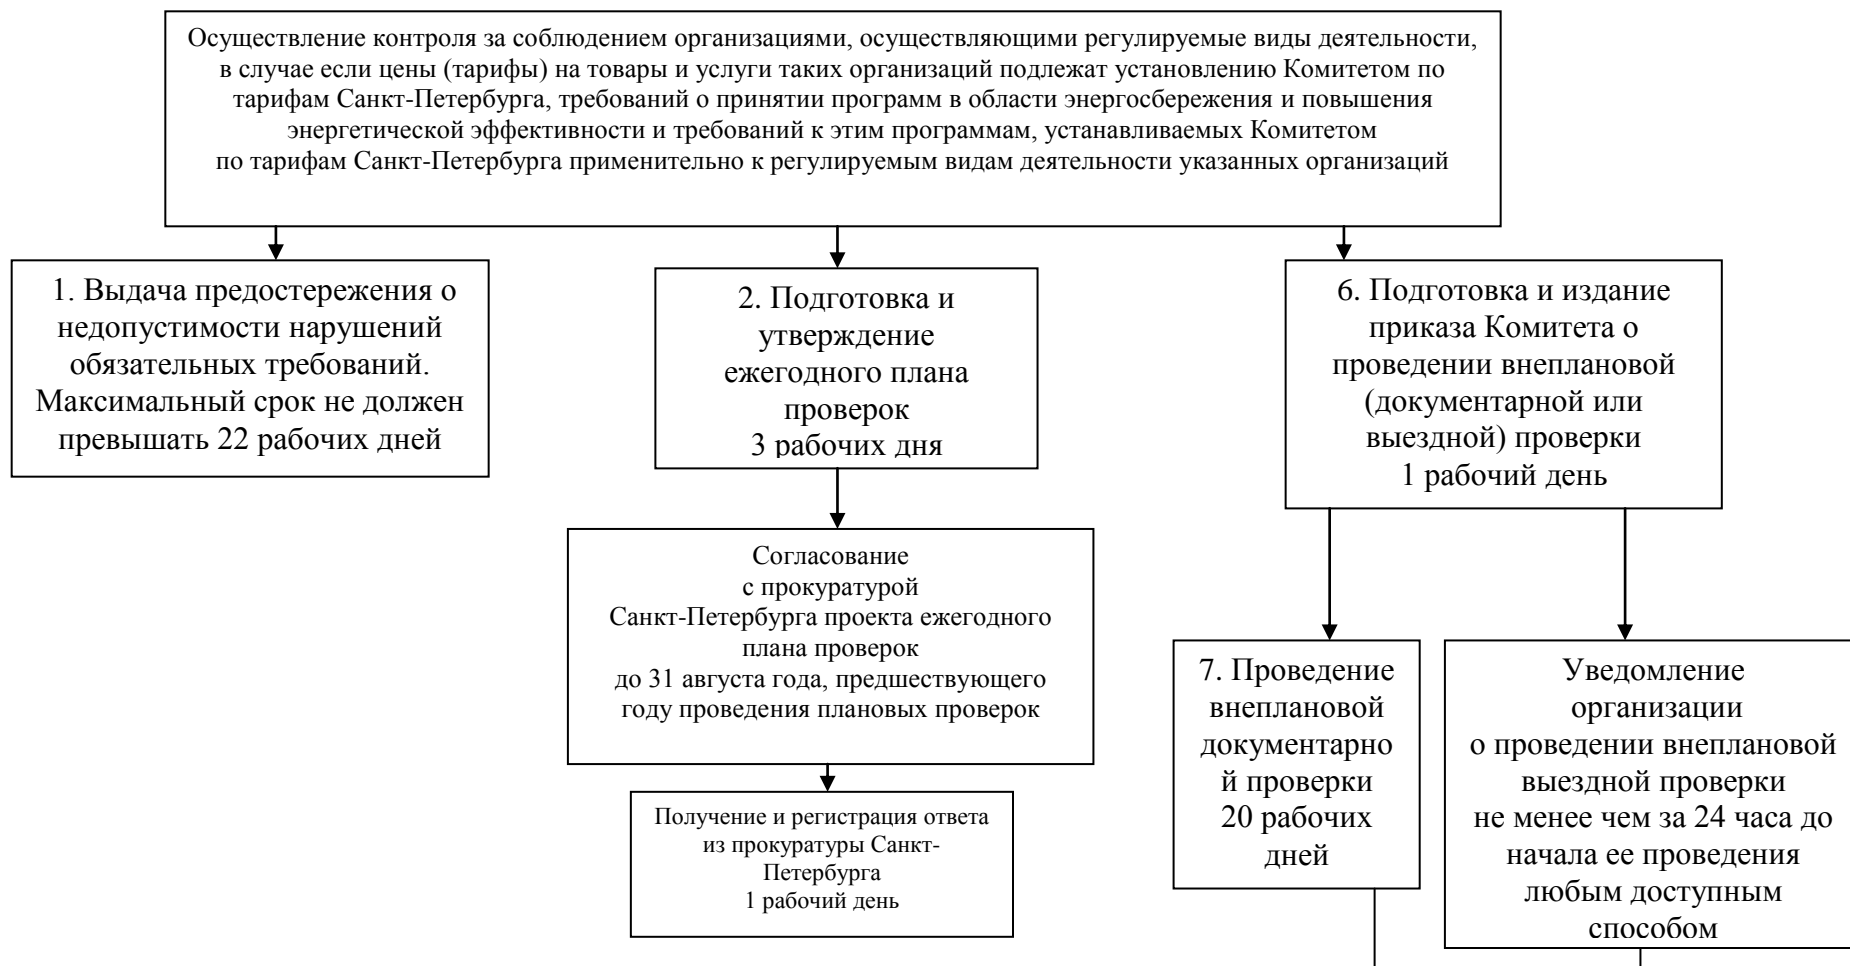 Осуществление контроля за соблюдением организациями, осуществляющими регулируемые виды деятельности,
в случае если цены (тарифы) на товары и услуги таких организаций подлежат установлению Комитетом по
тарифам Санкт-Петербурга, требований о принятии программ в области энергосбережения и повышения
энергетической эффективности и требований к этим программам, устанавливаемых Комитетом
по тарифам Санкт-Петербурга применительно к регулируемым видам деятельности указанных организаций
1. Выдача предостережения о
недопустимости нарушений
обязательных требований.
Максимальный срок не должен
превышать 22 рабочих дней
2. Подготовка и
утверждение
ежегодного плана
проверок
3 рабочих дня
6. Подготовка и издание
приказа Комитета о
проведении внеплановой
(документарной или
выездной) проверки
1 рабочий день
Согласование
с прокуратурой
Санкт-Петербурга проекта ежегодного
плана проверок
до 31 августа года, предшествующего
году проведения плановых проверок
7. Проведение
внеплановой
документарно
й проверки
20 рабочих
дней
Уведомление
организации
о проведении внеплановой
выездной проверки
не менее чем за 24 часа до
начала ее проведения
любым доступным
способом
Получение и регистрация ответа
из прокуратуры Санкт-
Петербурга
1 рабочий день